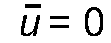 ū = 0